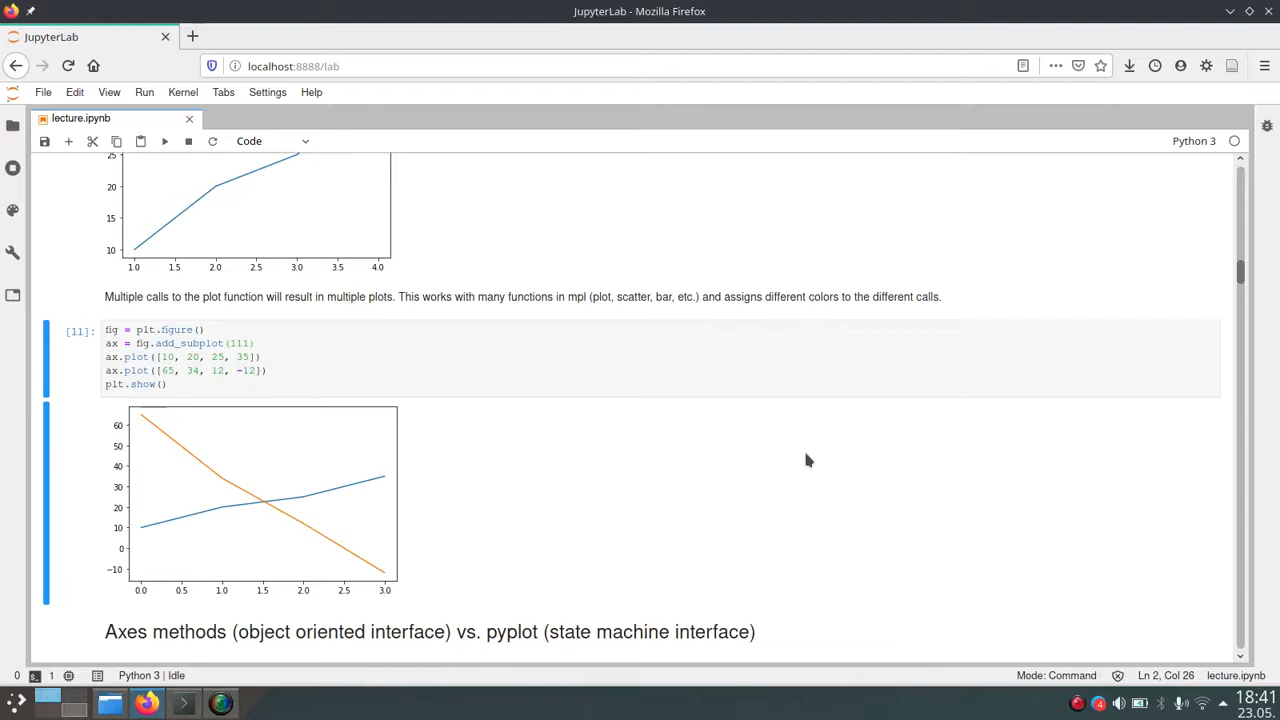 JupyterLab - Mozilla Firefox
JupyterLab
localhost:8888/lab
File Edit View Run Kernel Tabs Settings Help
lecture.ipynb
Code
Python 3
25
20
15
10
1.0 1.5 2.0 2.5 3.0 3.5 4.0
Multiple calls to the plot function will result in multiple plots. This works with many functions in mpl (plot, scatter, bar, etc.) and assigns different colors to the different calls.
[11]:
fig = plt.figure()
ax = fig.add_subplot(111)
ax.plot([10, 20, 25, 35])
ax.plot([65, 34, 12, -12])
plt.show()
60
50
40
30
20
10
0
−10
0.0 0.5 1.0 1.5 2.0 2.5 3.0
Axes methods (object oriented interface) vs. pyplot (state machine interface)
0 1 Python 3 | Idle Mode: Command Ln 2, Col 26 lecture.ipynb
4
18:41
23.05.